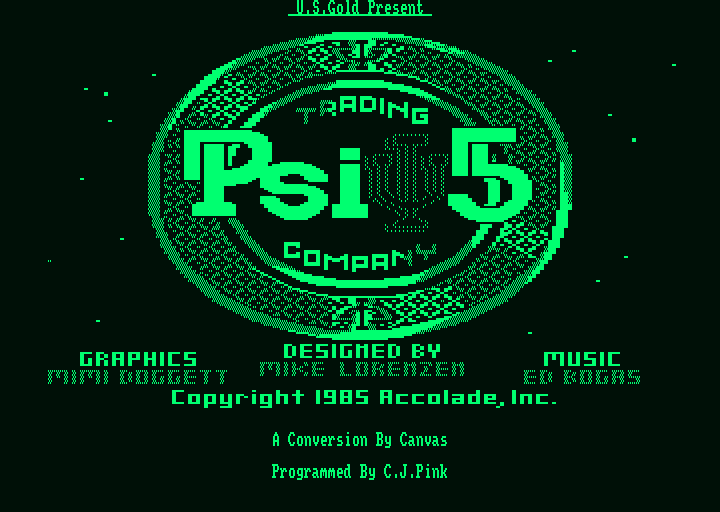 U.S.Gold Present
TRADING
Psi 5
COMPANY
GRAPHICS
MIMI DOGGETT
DESIGNED BY
MIKE LORENZEN
MUSIC
ED BOGAS
Copyright 1985 Accolade, Inc.
A Conversion By Canvas
Programmed By C.J.Pink